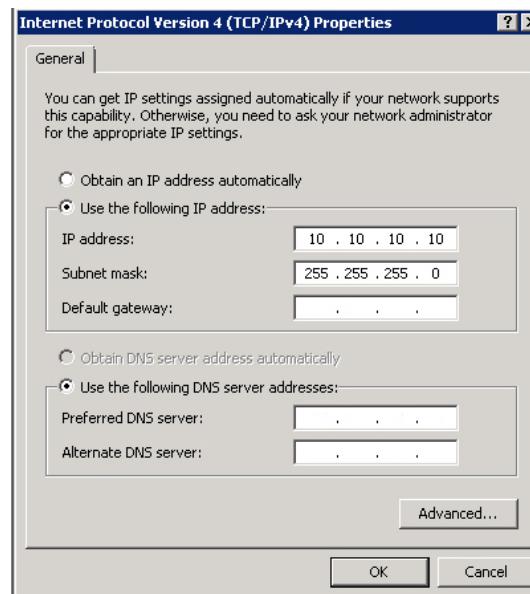 Internet Protocol Version 4 (TCP/IPv4) Properties
General
You can get IP settings assigned automatically if your network supports
this capability. Otherwise, you need to ask your network administrator
for the appropriate IP settings.
Obtain an IP address automatically
Use the following IP address:
IP address: 10 . 10 . 10 . 10
Subnet mask: 255 . 255 . 255 . 0
Default gateway: . . .
Obtain DNS server address automatically
Use the following DNS server addresses:
Preferred DNS server: . . .
Alternate DNS server: . . .
Advanced...
OK Cancel